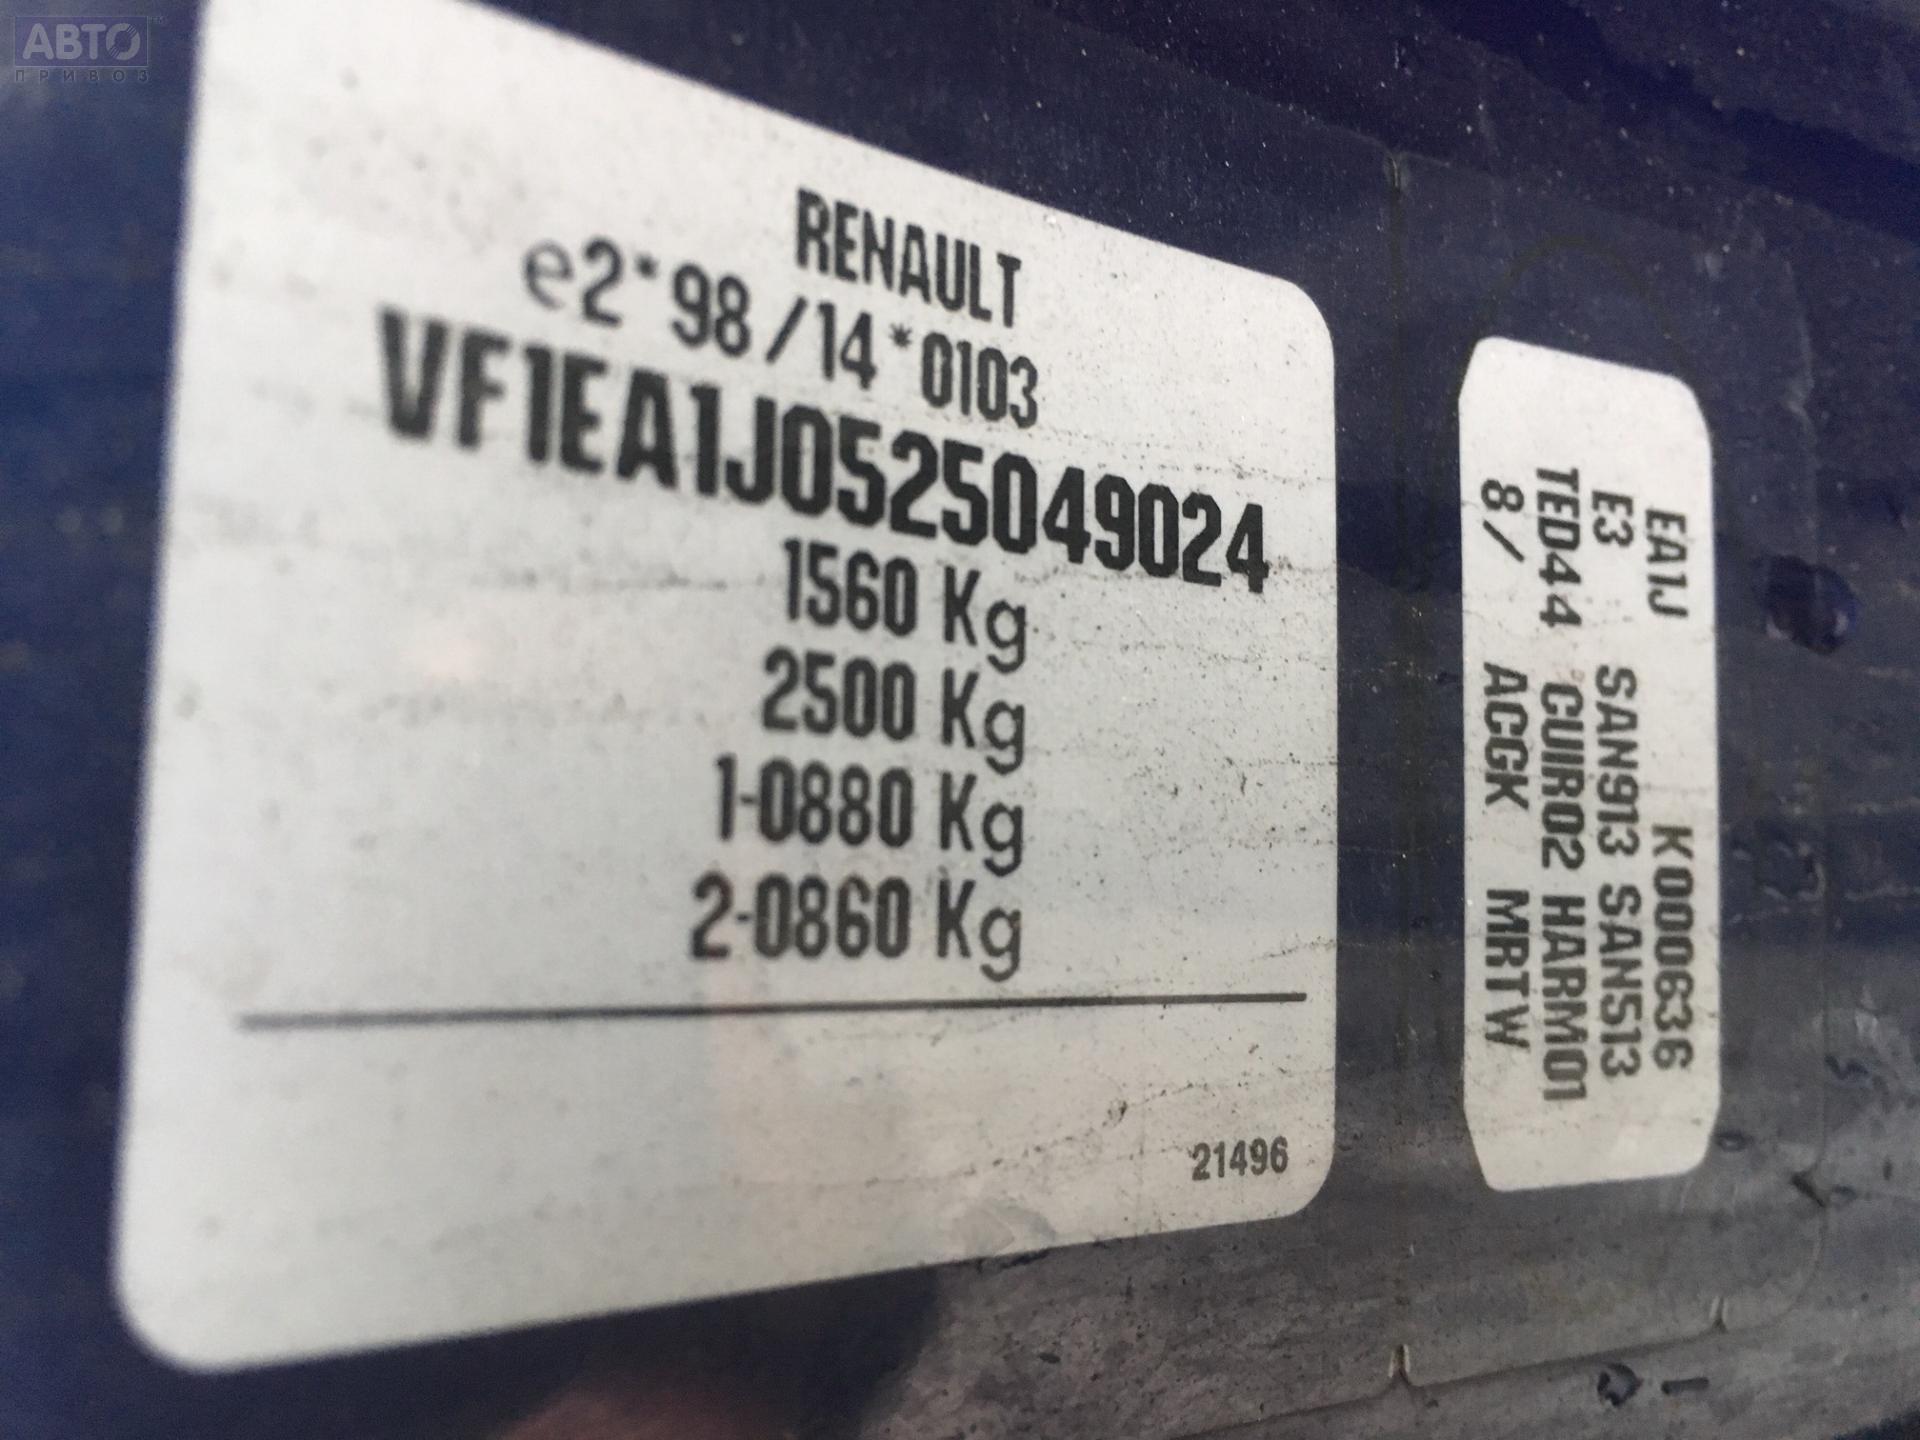 АВТО
ПРИВОЗ
RENAULT
e2*98/14*0103
VF1EA1J0525049024
1560 Kg
2500 Kg
1-0880 Kg
2-0860 Kg
21496
EA1J K000636
E3 SAN913 SAN513
TED44 CUIR02 HARM01
8/ ACGK MRTW